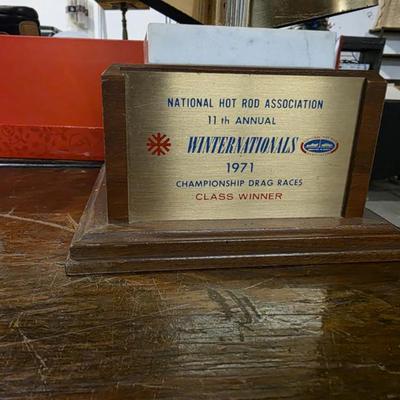 NATIONAL HOT ROD ASSOCIATION
11 th ANNUAL
WINTERNATIONALS
1971
CHAMPIONSHIP DRAG RACES
CLASS WINNER